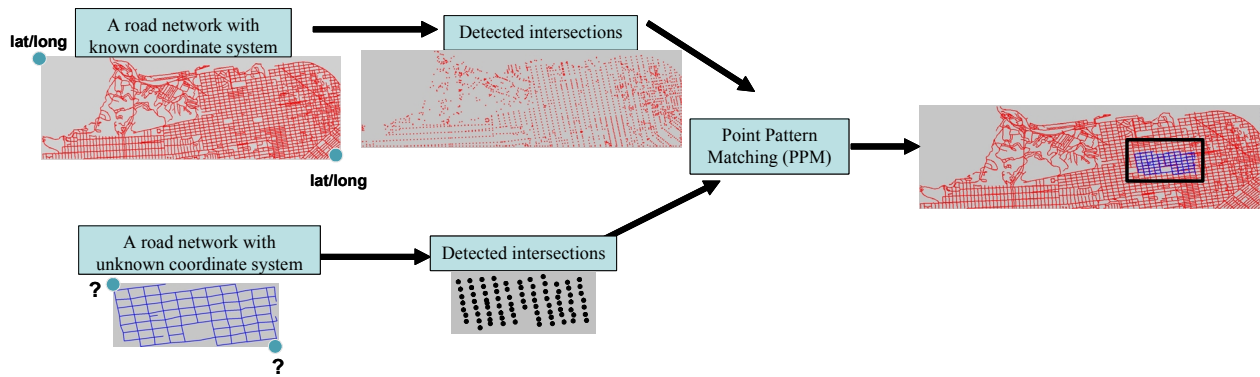 A road network with
known coordinate system
lat/long
lat/long
Detected intersections
Point Pattern
Matching (PPM)
A road network with
unknown coordinate system
?
?
Detected intersections